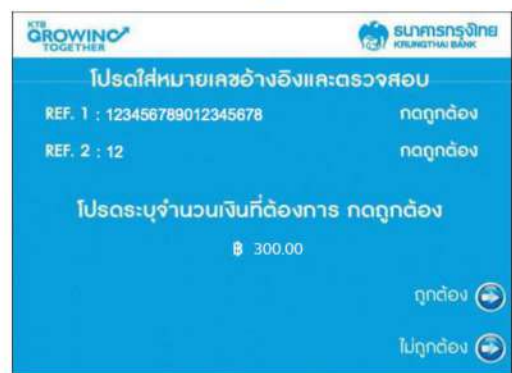 KTB
GROWING
TOGETHER
ธนาคารกรุงไทย
KRUNGTHAI BANK
โปรดใส่หมายเลขอ้างอิงและตรวจสอบ
REF. 1 : 123456789012345678 กดถูกต้อง
REF. 2 : 12 กดถูกต้อง
โปรดระบุจำนวนเงินที่ต้องการ กดถูกต้อง
฿ 300.00
ถูกต้อง
ไม่ถูกต้อง